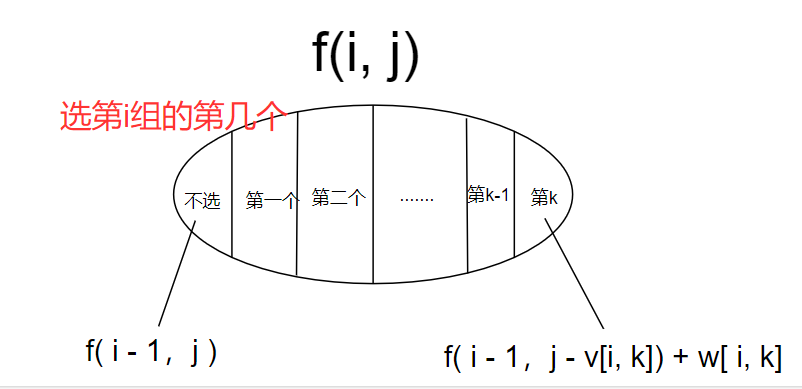 f(i, j)
选第i组的第几个
不选 第一个 第二个 ....... 第k-1 第k
f( i - 1，j )
f( i - 1，j - v[i, k]) + w[ i, k]